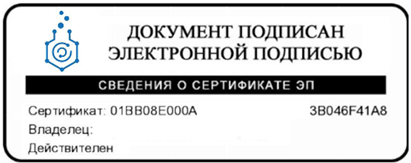 ДОКУМЕНТ ПОДПИСАН
ЭЛЕКТРОННОЙ ПОДПИСЬЮ
СВЕДЕНИЯ О СЕРТИФИКАТЕ ЭП
Сертификат: 01BB08E000A 3B046F41A8
Владелец:
Действителен